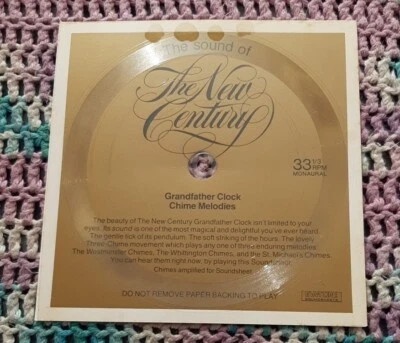 The sound of
The New
Century
33 1/3
RPM
MONAURAL
Grandfather Clock
Chime Melodies
The beauty of The New Century Grandfather Clock isn't limited to your
eyes. Its sound is one of the most magical and delightful you've ever heard.
The gentle tick of its pendulum. The soft striking of the hours. The lovely
Three-Chime movement which plays any one of three enduring melodies:
The Westminster Chimes, The Whittington Chimes, and the St. Michael's Chimes.
You can hear them right now, by playing this Soundsheet.
Chimes amplified for Soundsheet.
DO NOT REMOVE PAPER BACKING TO PLAY